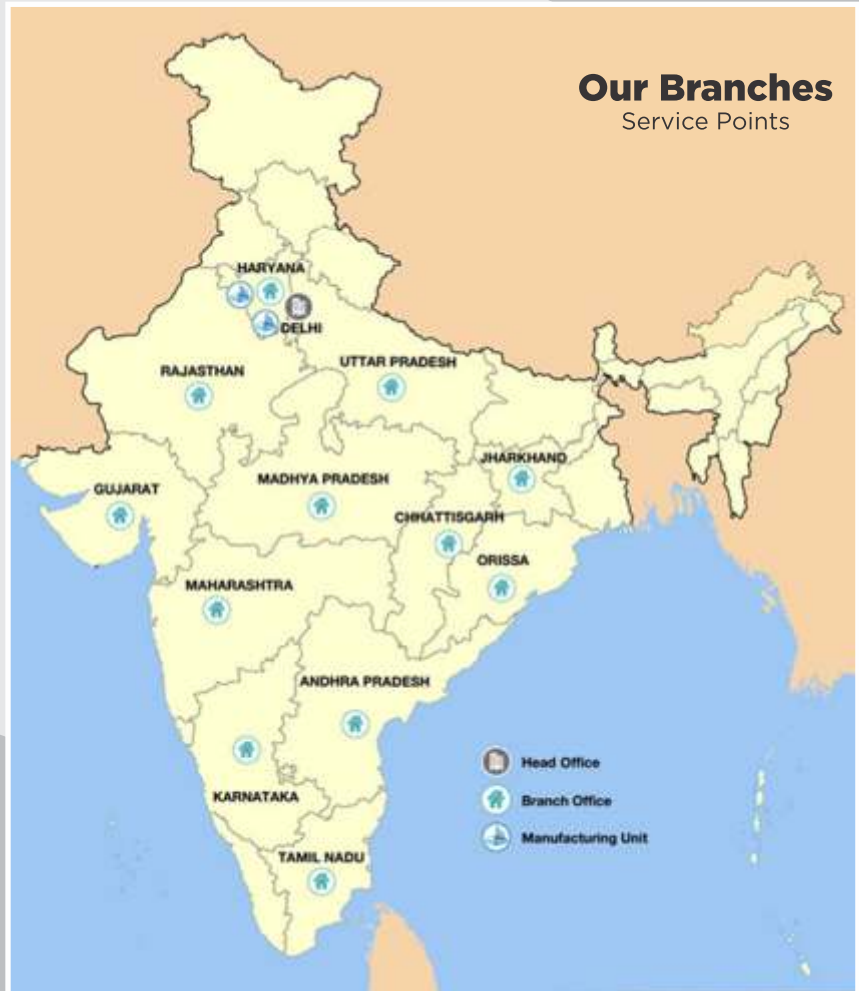 Our Branches
Service Points
HARYANA
DELHI
RAJASTHAN
UTTAR PRADESH
JHARKHAND
MADHYA PRADESH
GUJARAT
CHHATTISGARH
ORISSA
MAHARASHTRA
ANDHRA PRADESH
Head Office
Branch Office
KARNATAKA
Manufacturing Unit
TAMIL NADU